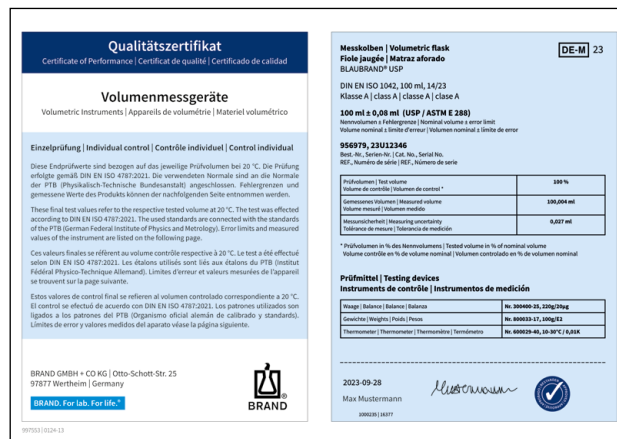 Qualitätszertifikat
Certificate of Performance | Certificat de qualité | Certificado de calidad
Volumenmessgeräte
Volumetric Instruments | Appareils de volumétrie | Materiel volumétrico
Einzelprüfung | Individual control | Contrôle individuel | Control individual
Diese Endprüfwerte sind bezogen auf das jeweilige Prüfvolumen bei 20 °C. Die Prüfung
erfolgte gemäß DIN EN ISO 4787:2021. Die verwendeten Normale sind an die Normale
der PTB (Physikalisch-Technische Bundesanstalt) angeschlossen. Fehlergrenzen und
gemessene Werte des Produkts können der nachfolgenden Seite entnommen werden.
These final test values refer to the respective tested volume at 20 °C. The test was effected
according to DIN EN ISO 4787:2021. The used standards are connected with the standards
of the PTB (German Federal Institute of Physics and Metrology). Error limits and measured
values of the instrument are listed on the following page.
Ces valeurs finales se réfèrent au volume contrôle respective à 20 °C. Le test a été effectué
selon DIN EN ISO 4787:2021. Les étalons utilisés sont liés aux étalons du PTB (Institut
Fédéral Physico-Technique Allemand). Limites d'erreur et valeurs mesurées de l'appareil
se trouvent sur la page suivante.
Estos valores de control final se refieren al volumen controlado correspondiente a 20 °C.
El control se efectuó de acuerdo con DIN EN ISO 4787:2021. Los patrones utilizados son
ligados a los patrones del PTB (Organismo oficial alemán de calibrado y standards).
Límites de error y valores medidos del aparato véase la página siguiente.
BRAND GMBH + CO KG | Otto-Schott-Str. 25
97877 Wertheim | Germany
BRAND. For lab. For life.®
BRAND
997553 | 0124-13
Messkolben | Volumetric flask
Fiole jaugée | Matraz aforado
BLAUBRAND® USP
DE-M 23
DIN EN ISO 1042, 100 ml, 14/23
Klasse A | class A | classe A | clase A
100 ml ± 0,08 ml (USP / ASTM E 288)
Nennvolumen ± Fehlergrenze | Nominal volume ± error limit
Volume nominal ± limite d'erreur | Volumen nominal ± límite de error
956979, 23U12346
Best.-Nr., Serien-Nr. | Cat. No., Serial No.
REF., Numéro de série | REF., Número de serie
Prüfvolumen | Test volume 100 %
Volume de contrôle | Volumen de control *
Gemessenes Volumen | Measured volume 100,004 ml
Volume mesuré | Volumen medido
Messunsicherheit | Measuring uncertainty 0,027 ml
Tolérance de mesure | Tolerancia de medición
* Prüfvolumen in % des Nennvolumens | Tested volume in % of nominal volume
Volume contrôle en % de volume nominal | Volumen controlado en % de volumen nominal
Prüfmittel | Testing devices
Instruments de contrôle | Instrumentos de medición
Waage | Balance | Balance | Balanza Nr. 300400-25, 220g/20µg
Gewichte | Weights | Poids | Pesos Nr. 800633-17, 100g/E2
Thermometer | Thermometer | Thermomètre | Termómetro Nr. 600029-40, 10-30°C / 0,01K
2023-09-28
Mustermann
Max Mustermann
1000235 | 16377